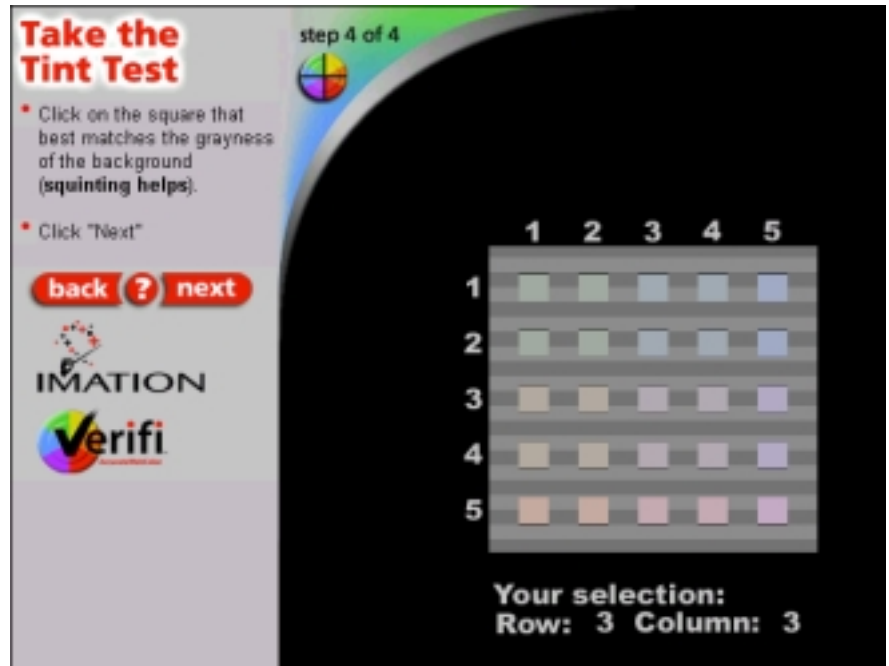 Take the
Tint Test
• Click on the square that
best matches the grayness
of the background
(squinting helps).
• Click "Next"
back ? next
IMATION
Verifi
step 4 of 4
1 2 3 4 5
1
2
3
4
5
Your selection:
Row: 3 Column: 3